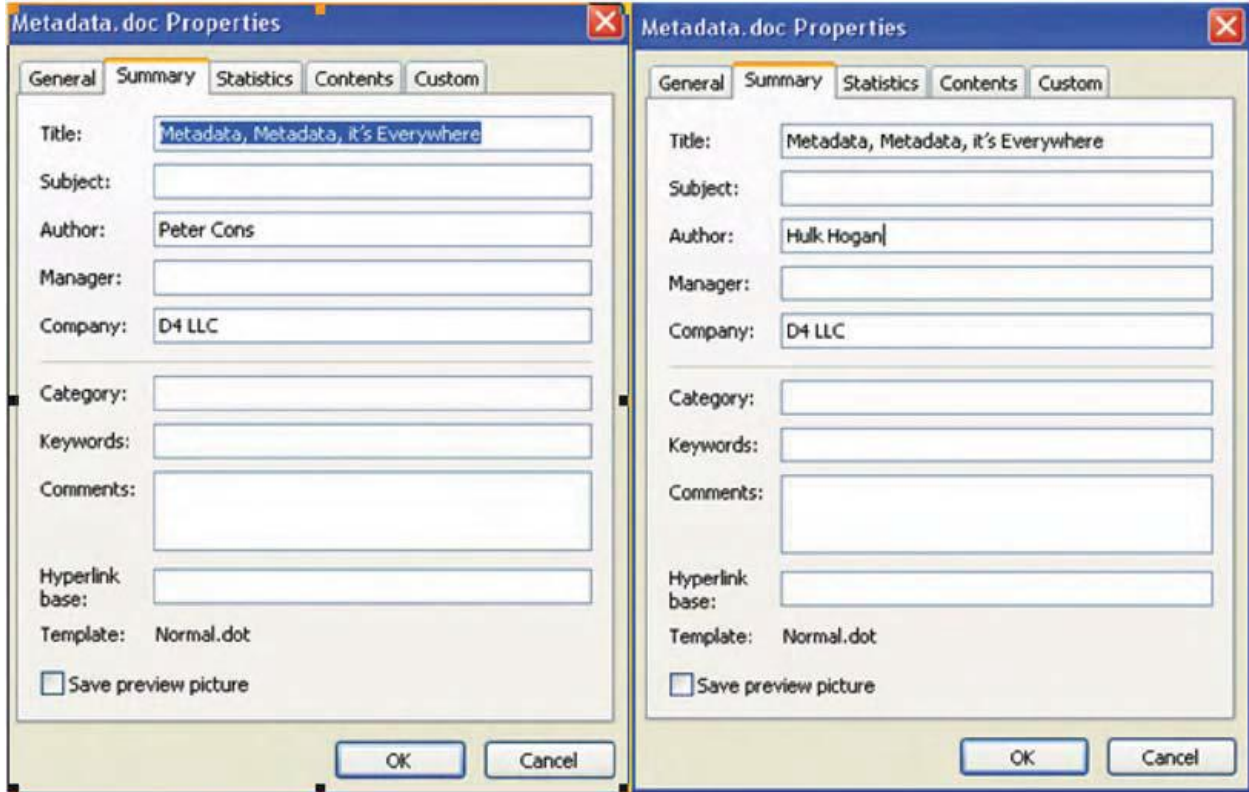 Metadata.doc Properties
General Summary Statistics Contents Custom
Title: Metadata, Metadata, it's Everywhere
Subject:
Author: Peter Cons
Manager:
Company: D4 LLC
Category:
Keywords:
Comments:
Hyperlink
base:
Template: Normal.dot
Save preview picture
OK Cancel
Metadata.doc Properties
General Summary Statistics Contents Custom
Title: Metadata, Metadata, it's Everywhere
Subject:
Author: Hulk Hogan
Manager:
Company: D4 LLC
Category:
Keywords:
Comments:
Hyperlink
base:
Template: Normal.dot
Save preview picture
OK Cancel